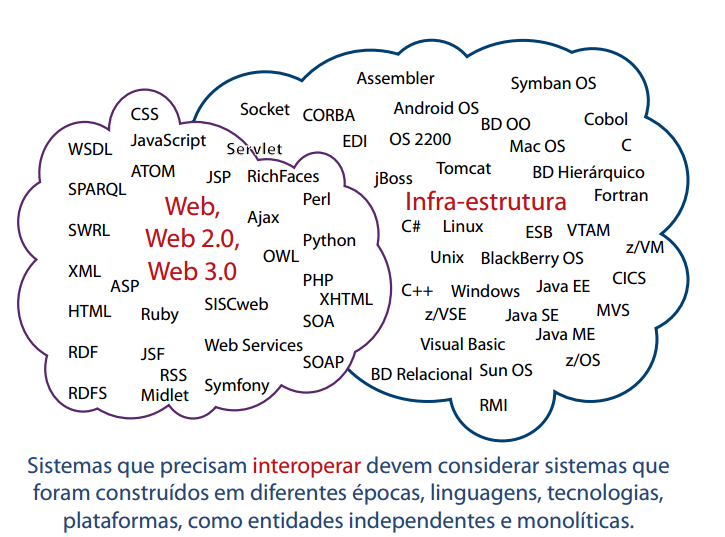 Assembler
Symban OS
CSS
Socket
CORBA
Android OS
BD OO
Cobol
JavaScript
Servlet
EDI
OS 2200
Mac OS
C
WSDL
ATOM
JSP
RichFaces
jBoss
Tomcat
BD Hierárquico
SPARQL
Perl
Fortran
Web,
Web 2.0,
Web 3.0
Infra-estrutura
Ajax
SWRL
Python
C#
Linux
ESB
VTAM
OWL
Unix
BlackBerry OS
z/VM
XML
ASP
PHP
XHTML
C++
Windows
Java EE
CICS
HTML
Ruby
SISCweb
SOA
z/VSE
Java SE
MVS
RDF
JSF
Web Services
SOAP
Visual Basic
Java ME
z/OS
RSS
BD Relacional
Sun OS
RDFS
Midlet
Symfony
RMI
Sistemas que precisam interoperar devem considerar sistemas que
foram construídos em diferentes épocas, linguagens, tecnologias,
plataformas, como entidades independentes e monolíticas.